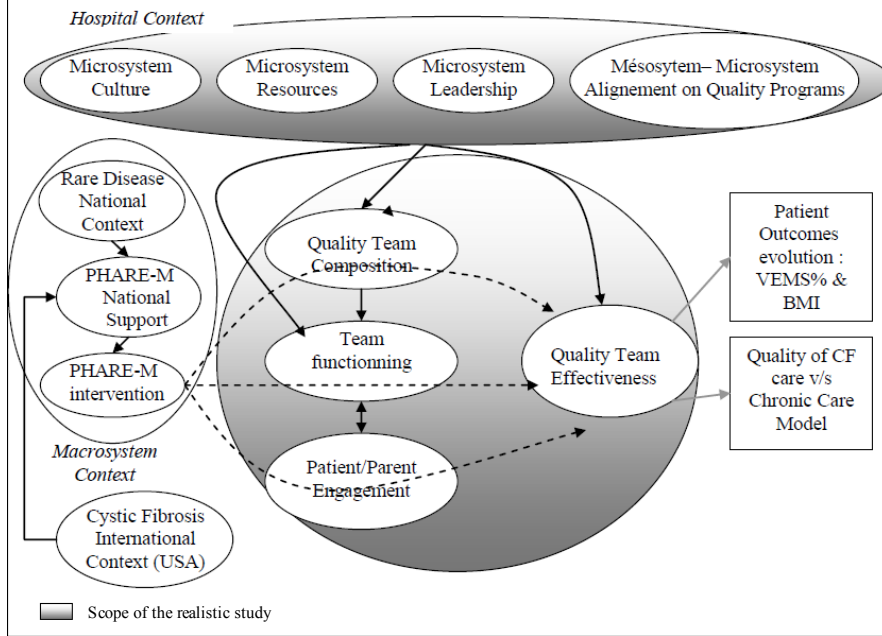 Hospital Context
Microsystem
Culture
Microsystem
Resources
Microsystem
Leadership
Mésosytem– Microsystem
Alignement on Quality Programs
Rare Disease
National
Context
PHARE-M
National
Support
PHARE-M
intervention
Macrosystem
Context
Cystic Fibrosis
International
Context (USA)
Quality Team
Composition
Team
functionning
Patient/Parent
Engagement
Quality Team
Effectiveness
Patient
Outcomes
evolution :
VEMS% &
BMI
Quality of CF
care v/s
Chronic Care
Model
Scope of the realistic study